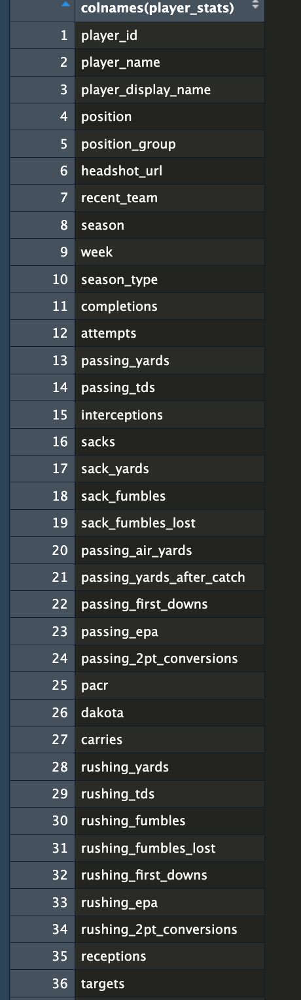 colnames(player_stats)
1 player_id
2 player_name
3 player_display_name
4 position
5 position_group
6 headshot_url
7 recent_team
8 season
9 week
10 season_type
11 completions
12 attempts
13 passing_yards
14 passing_tds
15 interceptions
16 sacks
17 sack_yards
18 sack_fumbles
19 sack_fumbles_lost
20 passing_air_yards
21 passing_yards_after_catch
22 passing_first_downs
23 passing_epa
24 passing_2pt_conversions
25 pacr
26 dakota
27 carries
28 rushing_yards
29 rushing_tds
30 rushing_fumbles
31 rushing_fumbles_lost
32 rushing_first_downs
33 rushing_epa
34 rushing_2pt_conversions
35 receptions
36 targets